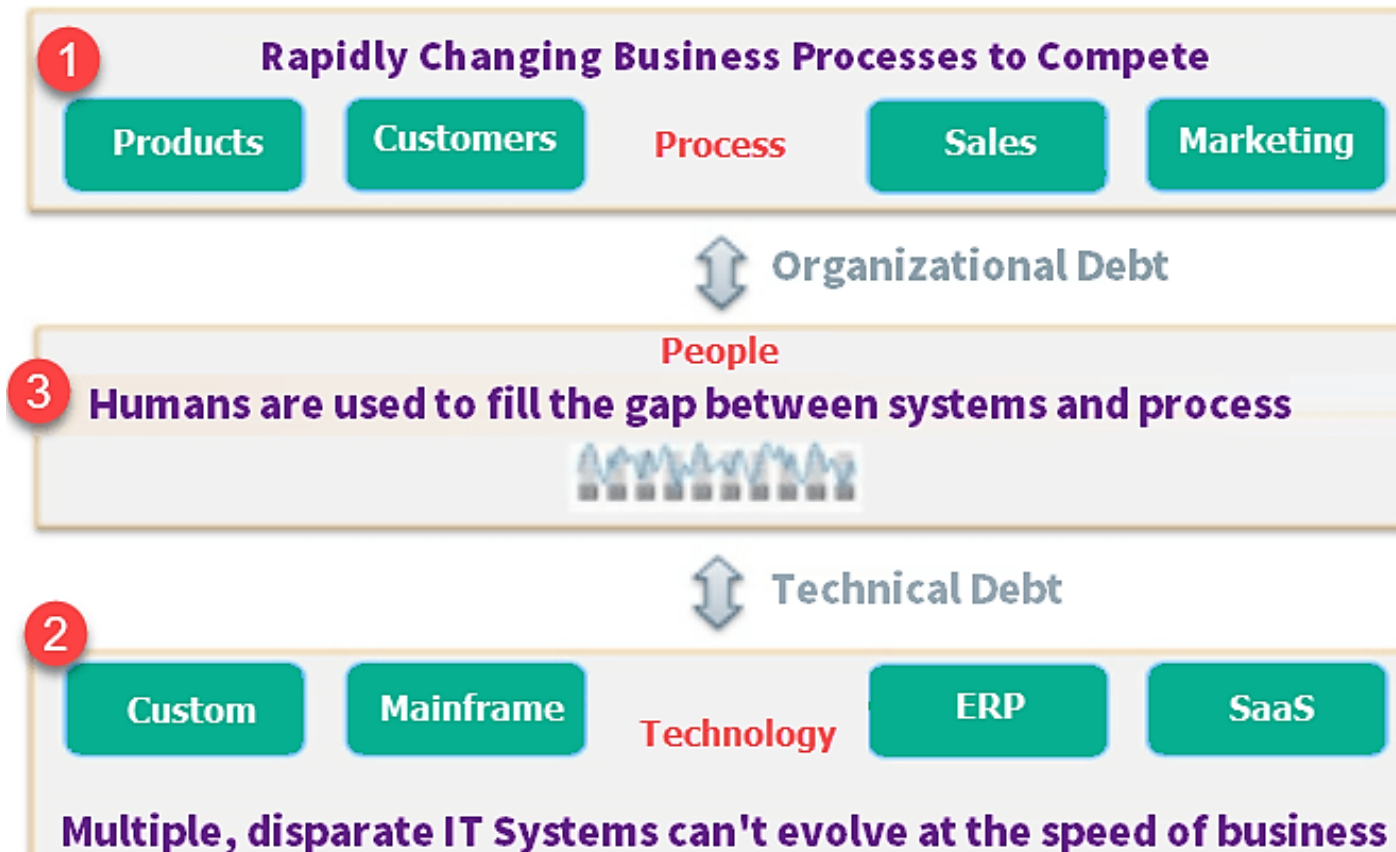 1
Rapidly Changing Business Processes to Compete
Products Customers Process Sales Marketing
Organizational Debt
People
3
Humans are used to fill the gap between systems and process
Technical Debt
2
Custom Mainframe Technology ERP SaaS
Multiple, disparate IT Systems can't evolve at the speed of business